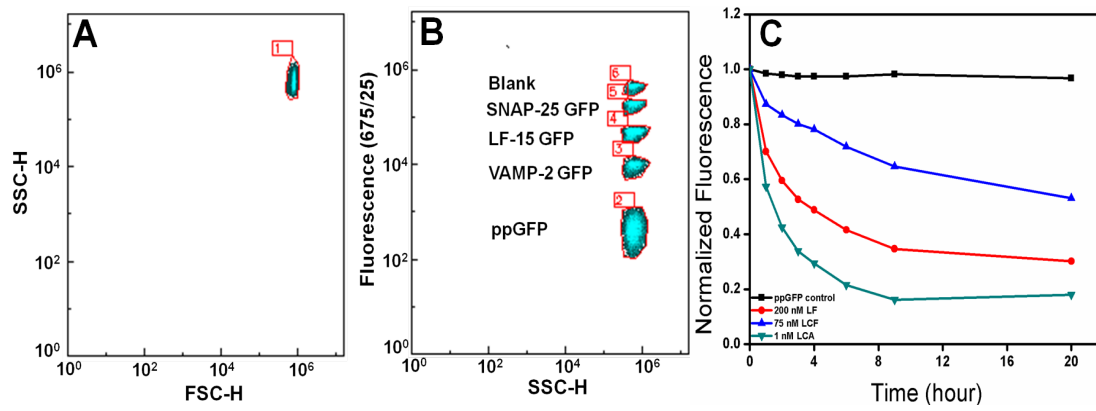 A
SSC-H
10^6
10^4
10^2
10^0
1
10^0 10^2 10^4 10^6
FSC-H
B
Fluorescence (675/25)
10^6
10^4
10^2
10^0
Blank
SNAP-25 GFP
LF-15 GFP
VAMP-2 GFP
ppGFP
6
5
4
3
2
10^0 10^2 10^4 10^6
SSC-H
C
Normalized Fluorescence
1.2
1.0
0.8
0.6
0.4
0.2
0.0
ppGFP control
200 nM LF
75 nM LCF
1 nM LCA
0 4 8 12 16 20
Time (hour)